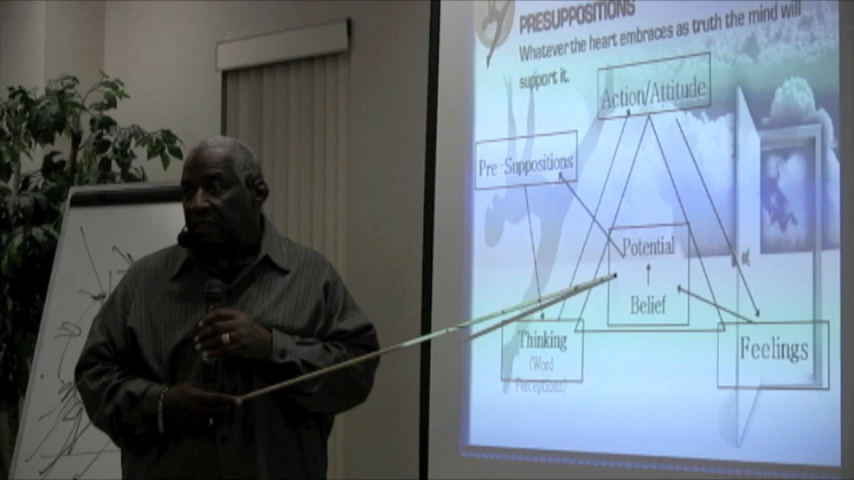 PRESUPPOSITIONS
Whatever the heart embraces as truth the mind will
support it.
Action/Attitude
Pre-Suppositions
Potential
Belief
Thinking
(Word
Perceptions)
Feelings